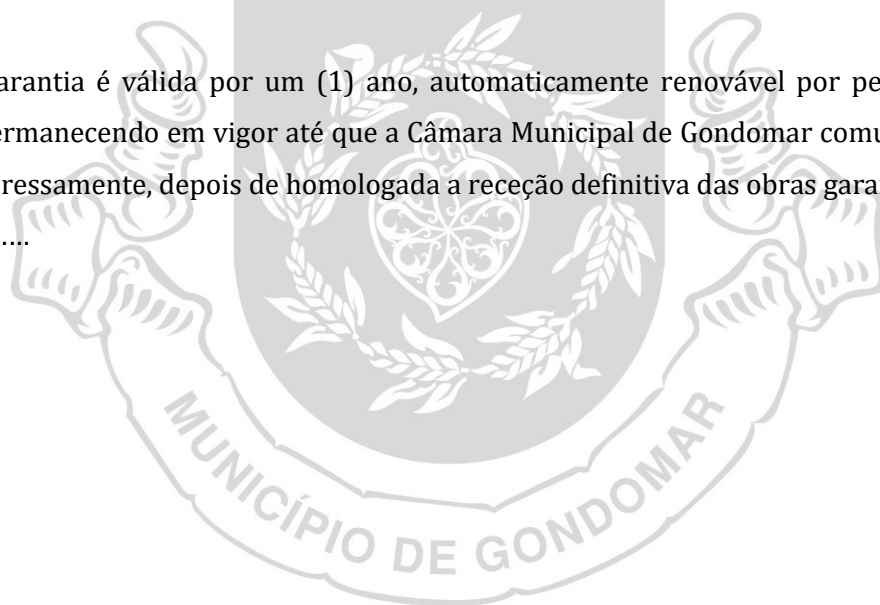 arantia é válida por um (1) ano, automaticamente renovável por pe
ermanecendo em vigor até que a Câmara Municipal de Gondomar comu
ressamente, depois de homologada a receção definitiva das obras gara
.…
MUNICÍPIO DE GONDOMAR